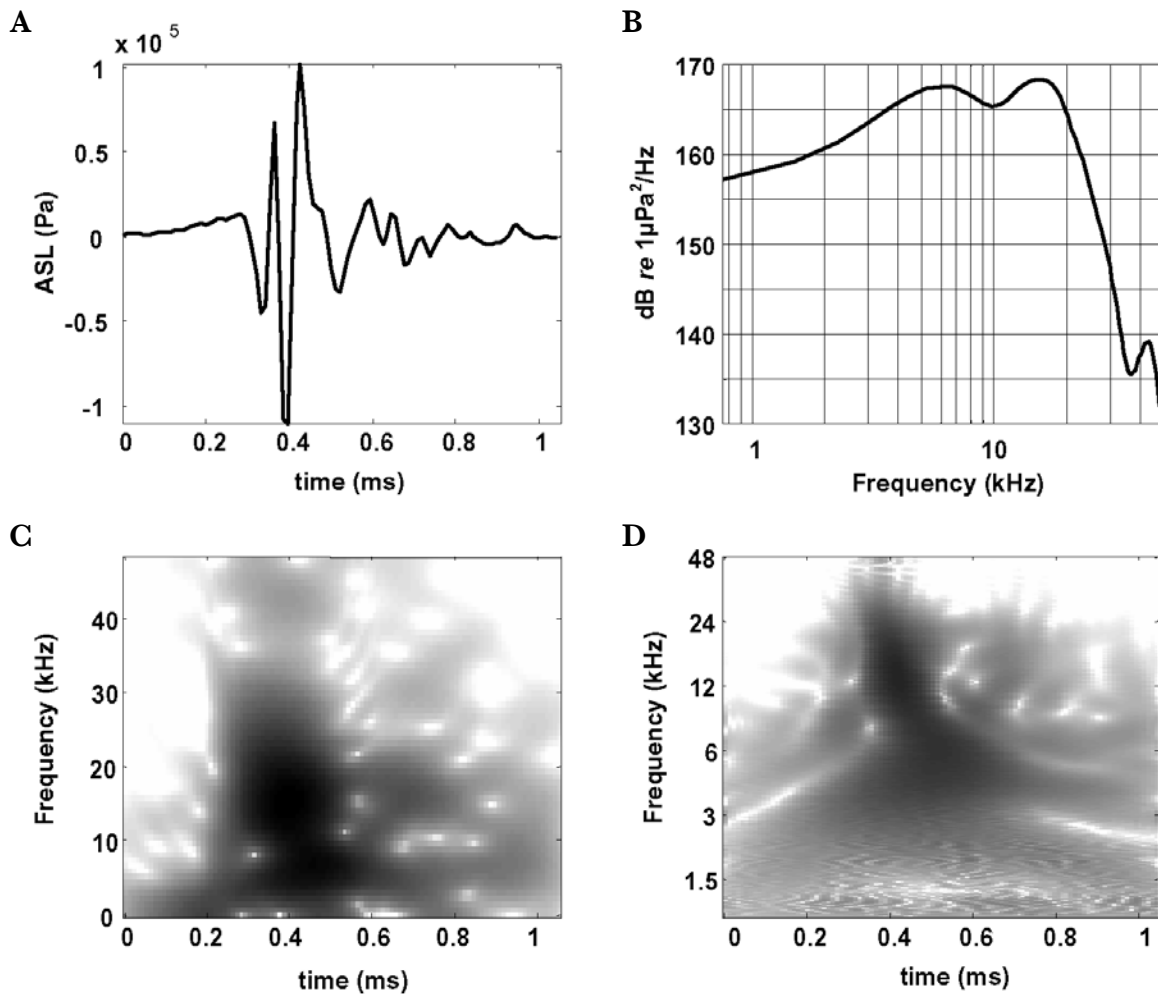 A
x 10 5
1
0.5
0
-0.5
-1
ASL (Pa)
0 0.2 0.4 0.6 0.8 1
time (ms)
B
170
160
150
140
130
dB re 1µPa²/Hz
1 10
Frequency (kHz)
C
40
30
20
10
0
Frequency (kHz)
0 0.2 0.4 0.6 0.8 1
time (ms)
D
48
24
12
6
3
1.5
Frequency (kHz)
0 0.2 0.4 0.6 0.8 1
time (ms)